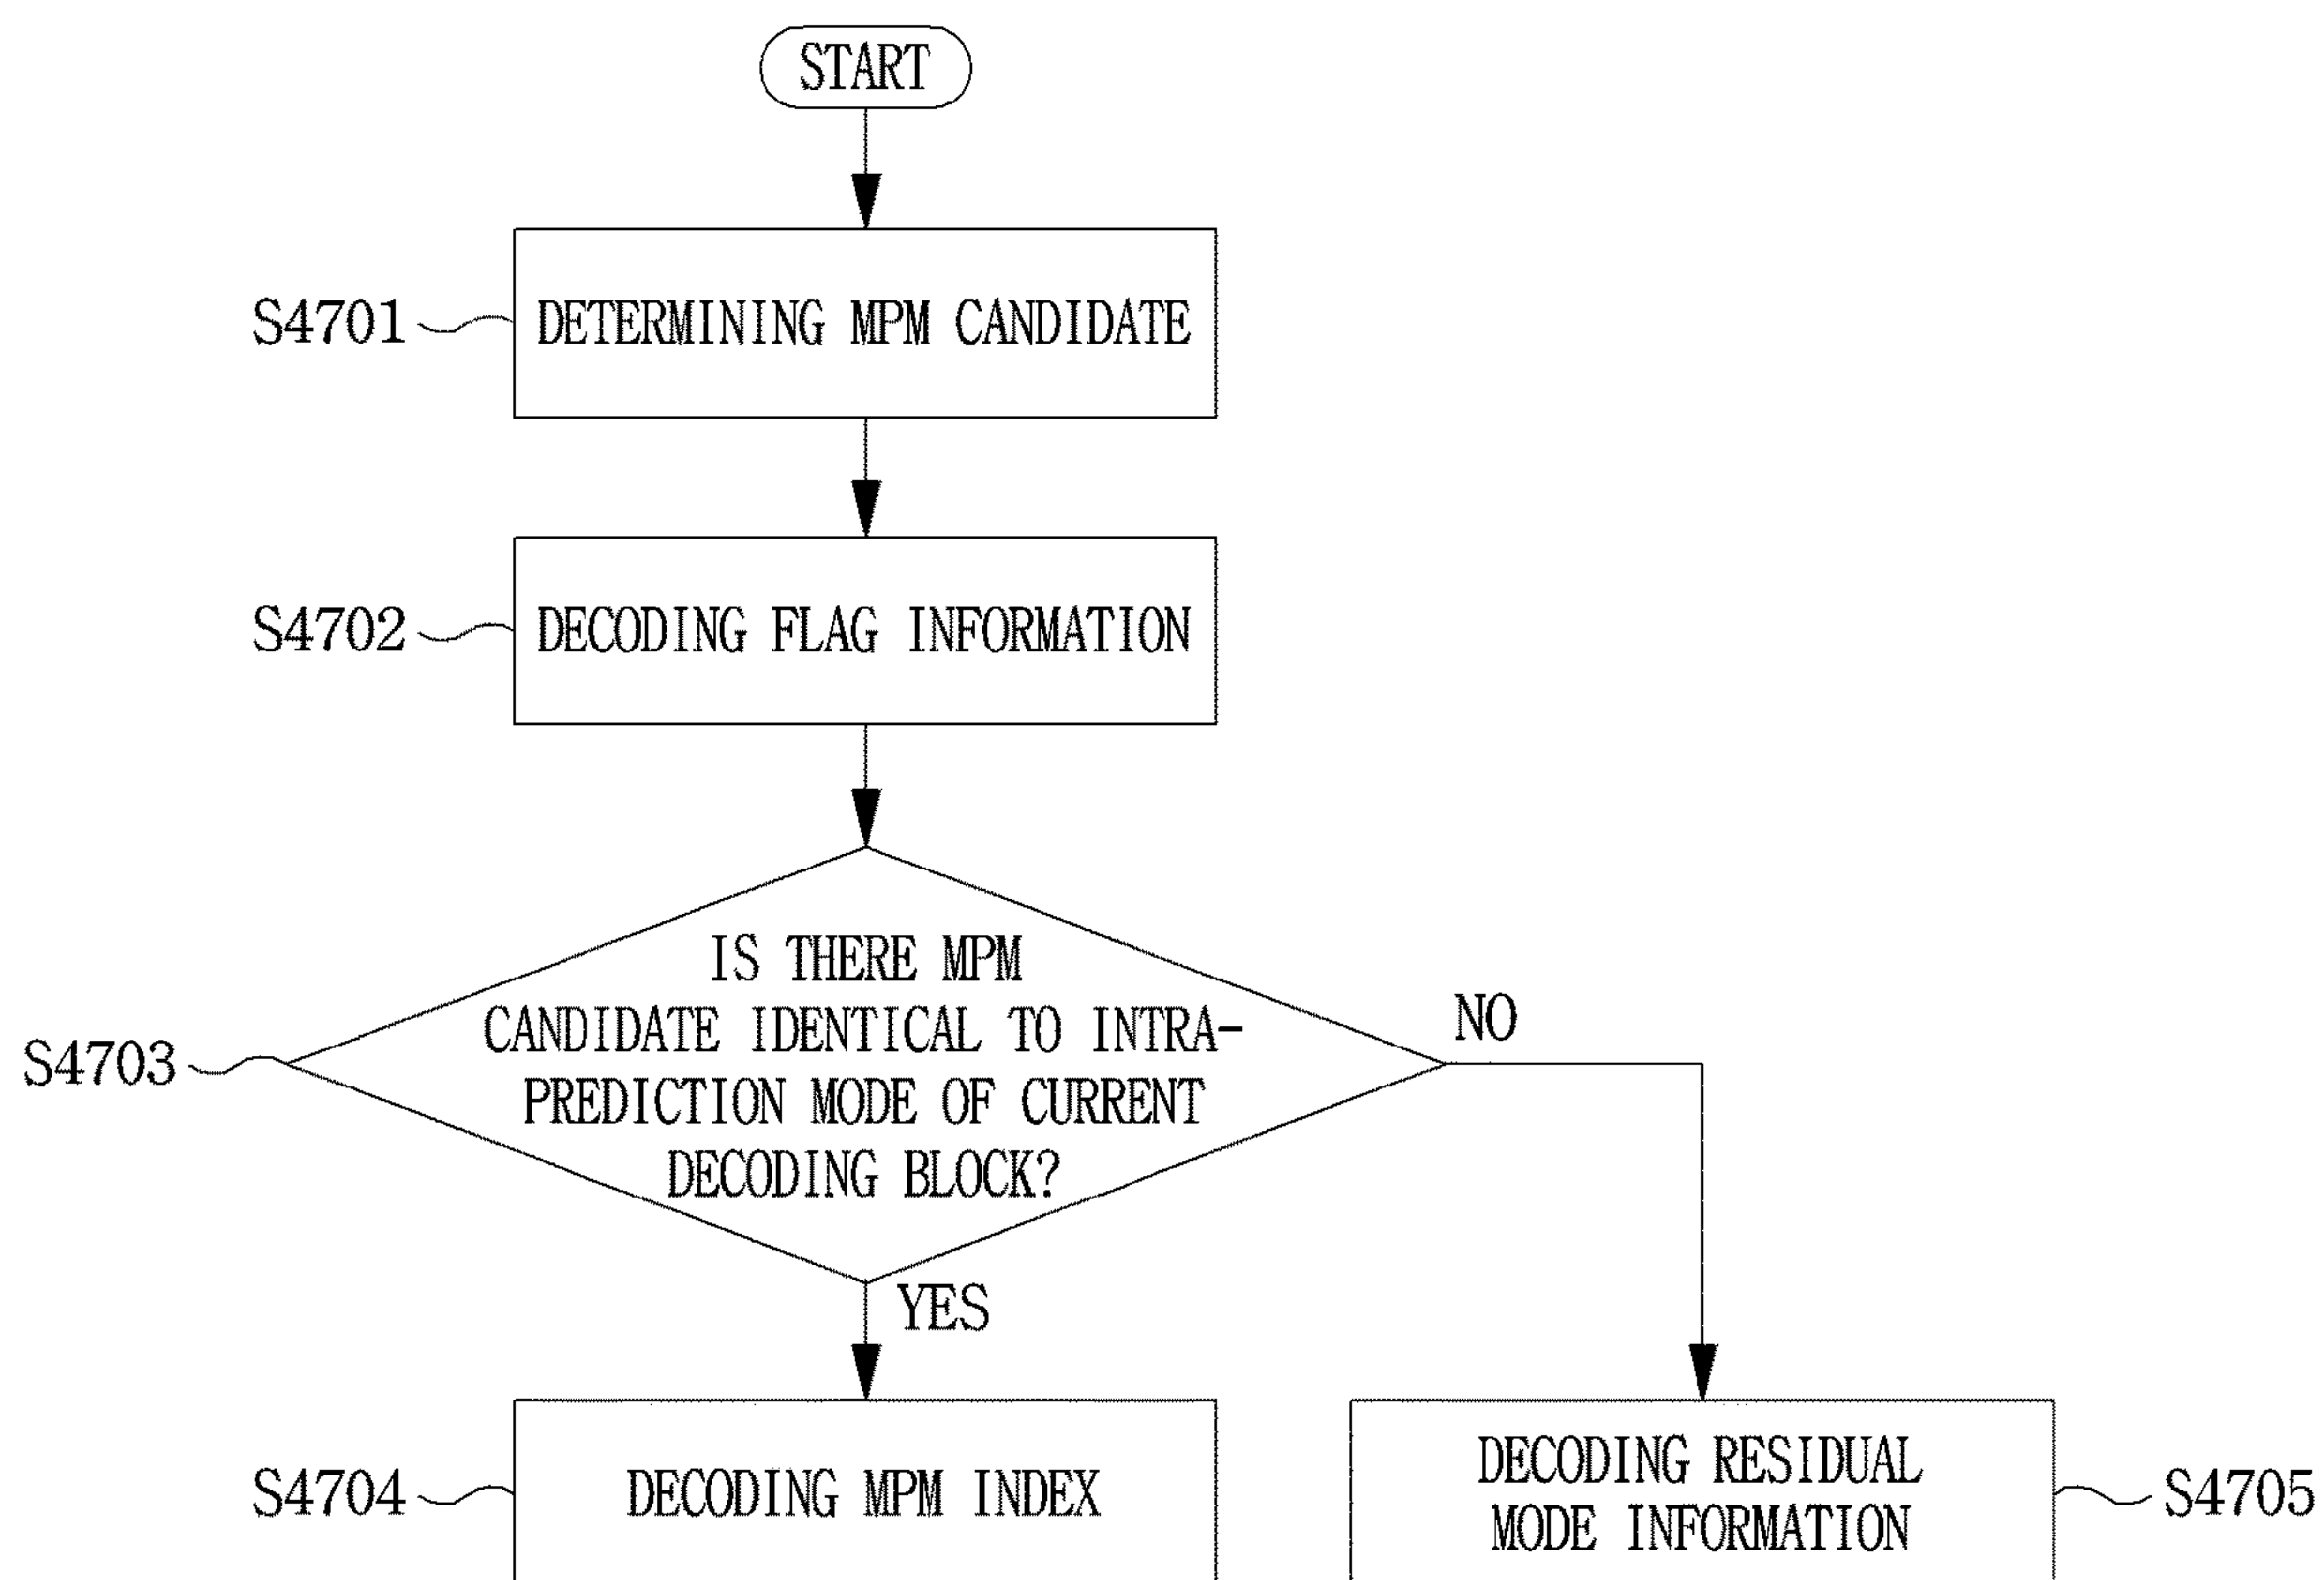 START
S4701
DETERMINING MPM CANDIDATE
S4702
DECODING FLAG INFORMATION
S4703
IS THERE MPM
CANDIDATE IDENTICAL TO INTRA-
PREDICTION MODE OF CURRENT
DECODING BLOCK?
NO
YES
S4704
DECODING MPM INDEX
DECODING RESIDUAL
MODE INFORMATION
S4705